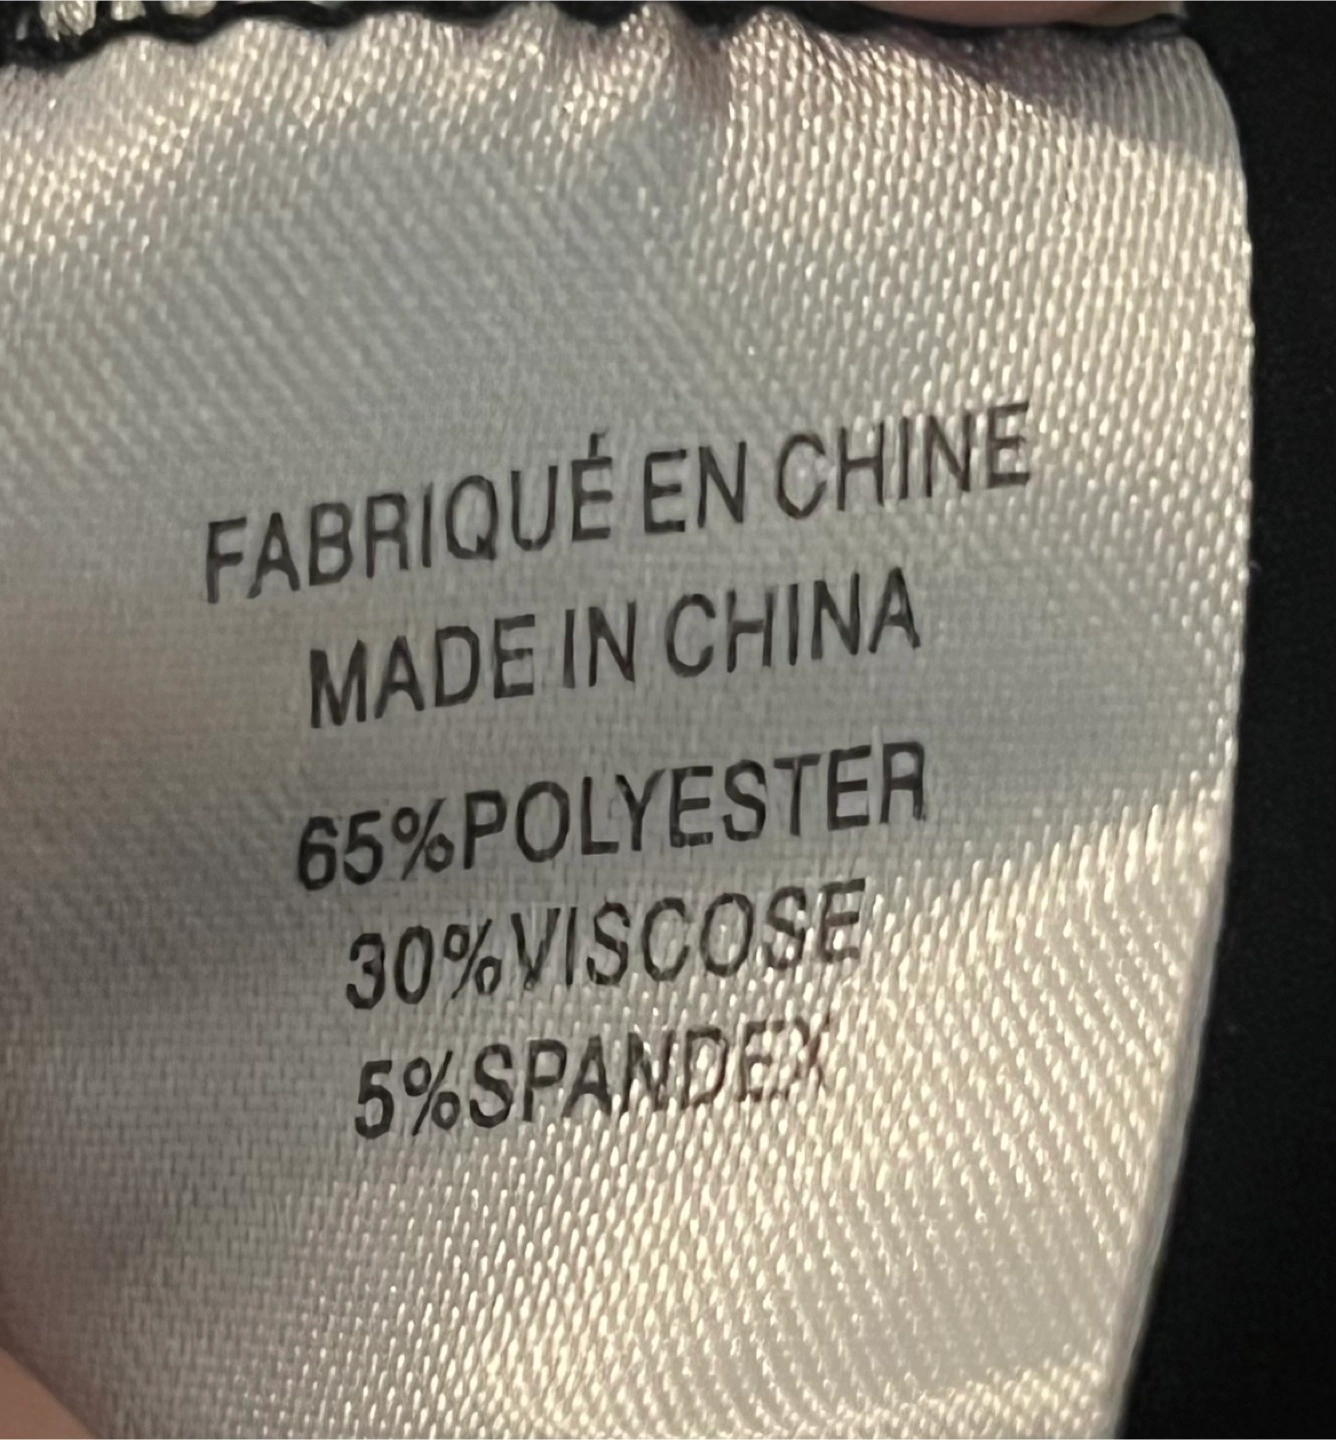 FABRIQUÉ EN CHINE
MADE IN CHINA
65%POLYESTER
30%VISCOSE
5%SPANDEX